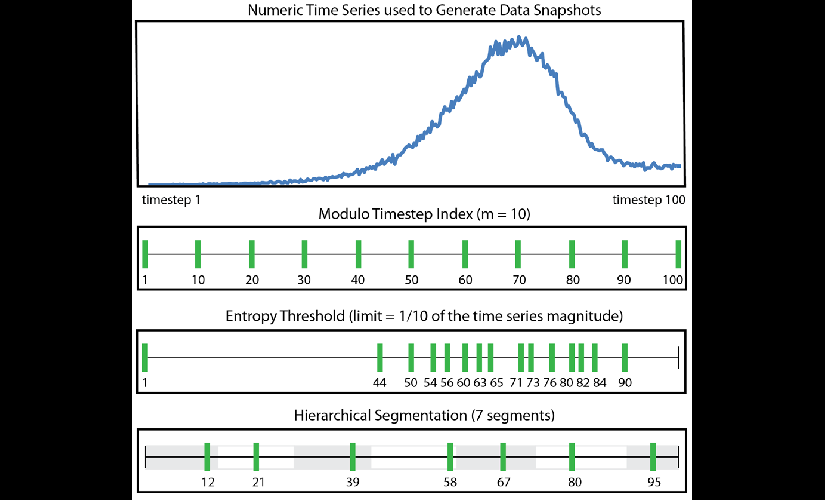 Numeric Time Series used to Generate Data Snapshots
timestep 1 timestep 100
Modulo Timestep Index (m = 10)
1 10 20 30 40 50 60 70 80 90 100
Entropy Threshold (limit = 1/10 of the time series magnitude)
1 44 50 54 56 60 63 65 71 73 76 80 82 84 90
Hierarchical Segmentation (7 segments)
12 21 39 58 67 80 95